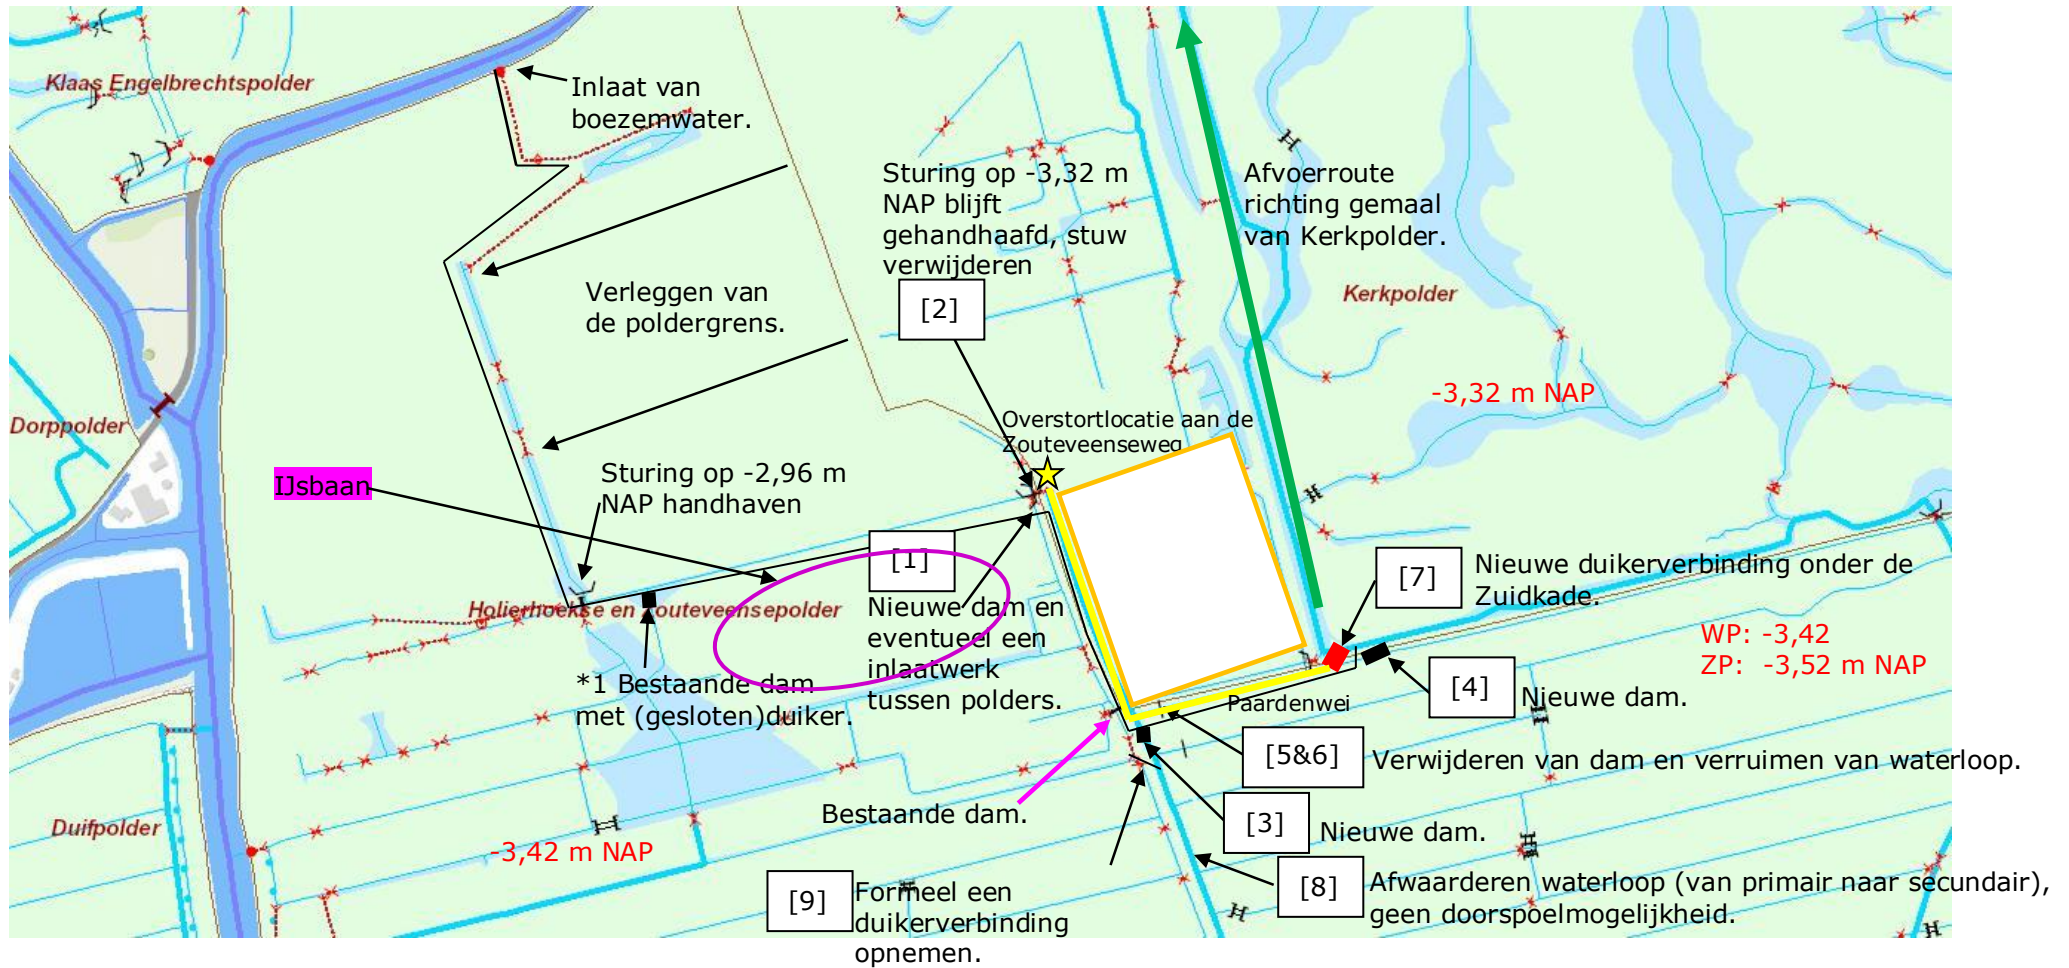 Klaas Engelbrechtspolder
Inlaat van
boezemwater.
Sturing op -3,32 m
NAP blijft
gehandhaafd, stuw
verwijderen
[2]
Afvoerroute
richting gemaal
van Kerkpolder.
Kerkpolder
Verleggen van
de poldergrens.
-3,32 m NAP
Dorppolder
Overstortlocatie aan de
Zouteveenseweg
IJsbaan
Sturing op -2,96 m
NAP handhaven
[1]
Nieuwe dam en
eventueel een
inlaatwerk
tussen polders.
Holierhoekse en Zouteveensepolder
[7]
Nieuwe duikerverbinding onder de
Zuidkade.
WP: -3,42
ZP: -3,52 m NAP
*1 Bestaande dam
met (gesloten)duiker.
[4]
Nieuwe dam.
Paardenwei
[5&6]
Verwijderen van dam en verruimen van waterloop.
Bestaande dam.
[3]
Nieuwe dam.
Duifpolder
-3,42 m NAP
[8]
Afwaarderen waterloop (van primair naar secundair),
geen doorspoelmogelijkheid.
[9]
Formeel een
duikerverbinding
opnemen.